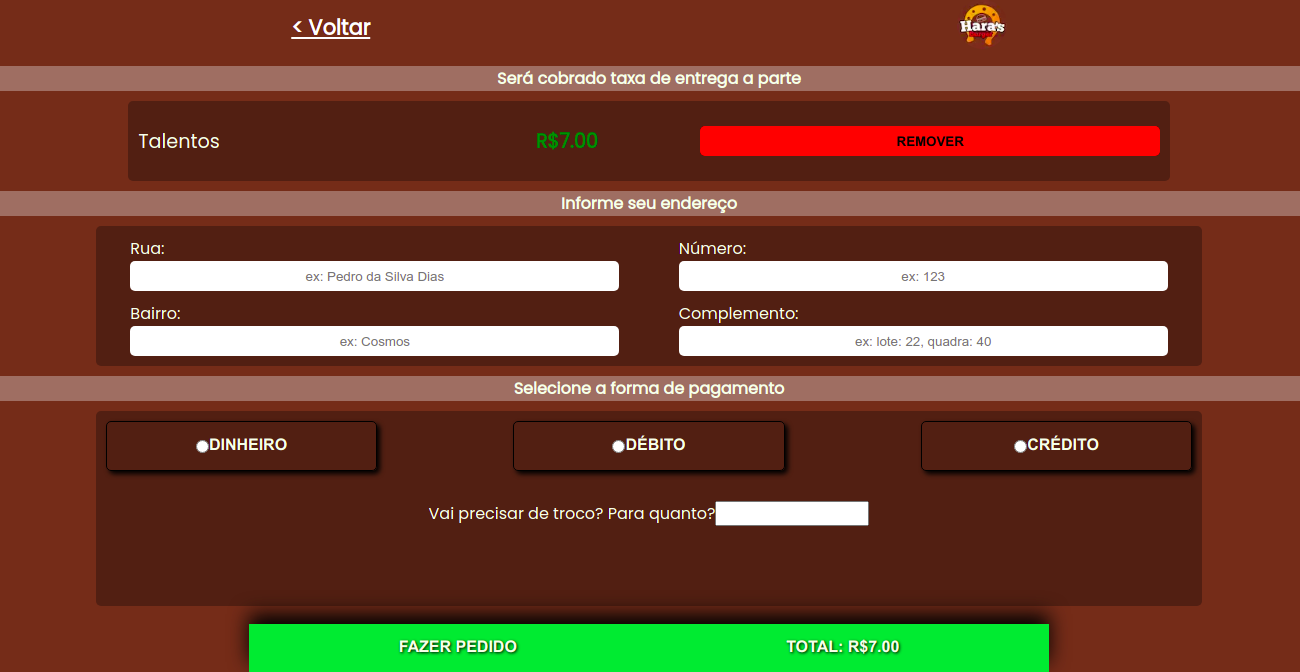 < Voltar
Hara's
Será cobrado taxa de entrega a parte
Talentos R$7.00 REMOVER
Informe seu endereço
Rua: Número:
ex: Pedro da Silva Dias ex: 123
Bairro: Complemento:
ex: Cosmos ex: lote: 22, quadra: 40
Selecione a forma de pagamento
DINHEIRO DÉBITO CRÉDITO
Vai precisar de troco? Para quanto?
FAZER PEDIDO TOTAL: R$7.00